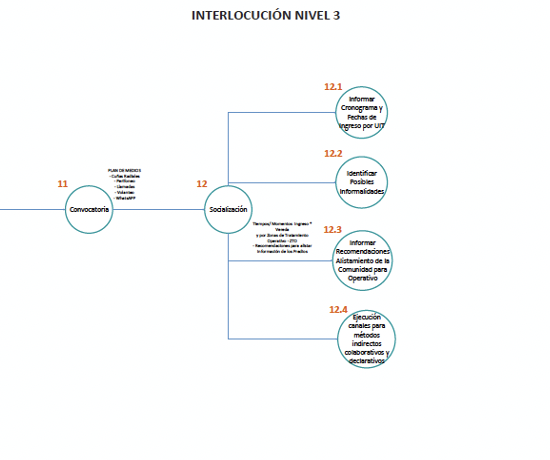 INTERLOCUCIÓN NIVEL 3
12.1
Informar
Cronograma y
Fechas de
Ingreso por UIT
12.2
Identificar
Posibles
Informalidades
11
PLAN DE MEDIOS
- Cuñas Radiales
- Perifoneo
- Llamadas
- Volantes
- WhatsAPP
Convocatoria
12
Socialización
Tiempos/ Momentos Ingreso *
Vereda
y por Zonas de Tratamiento
Operativo -ZTO
- Recomendaciones para alistar
Información de los Predios
12.3
Informar
Recomendaciones
Alistamiento de la
Comunidad para
Operativo
12.4
Ejecución
canales para
métodos
indirectos
colaborativos y
declarativos